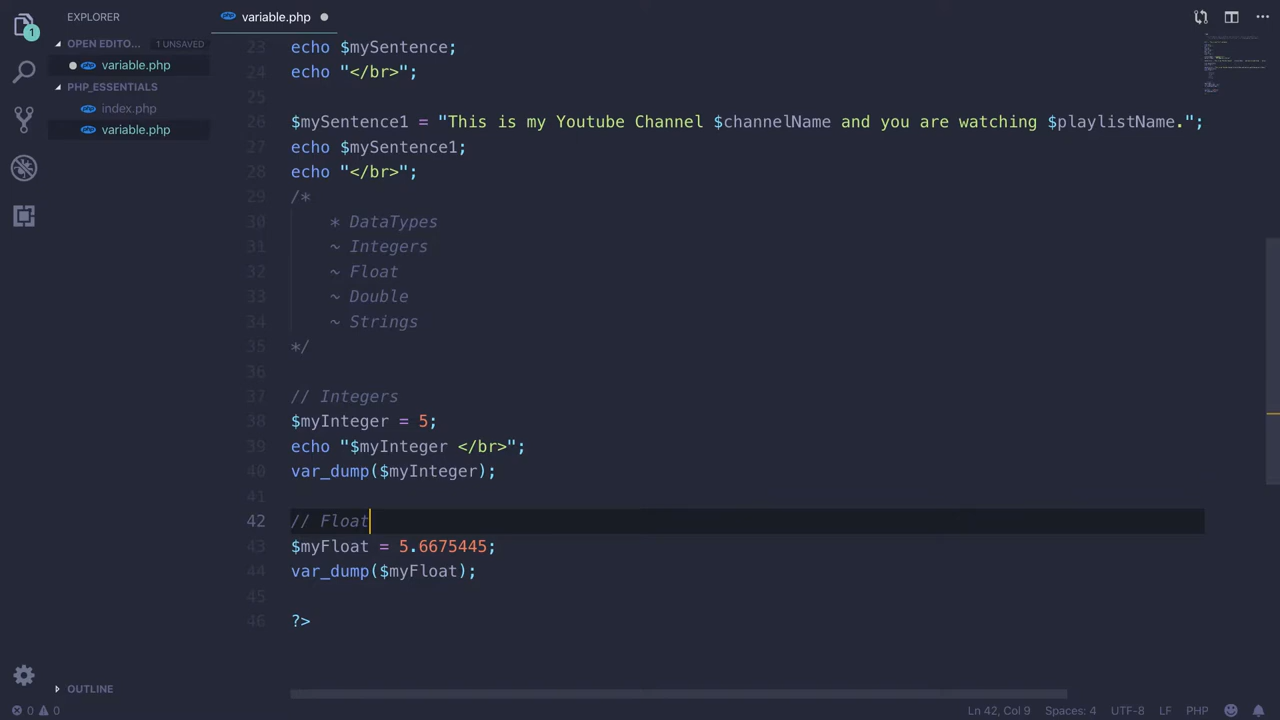 EXPLORER
variable.php
OPEN EDITO... 1 UNSAVED
variable.php
PHP_ESSENTIALS
index.php
variable.php
1
23 echo $mySentence;
24 echo "</br>";
25
26 $mySentence1 = "This is my Youtube Channel $channelName and you are watching $playlistName.";
27 echo $mySentence1;
28 echo "</br>";
29 /*
30     * DataTypes
31     ~ Integers
32     ~ Float
33     ~ Double
34     ~ Strings
35 */
36
37 // Integers
38 $myInteger = 5;
39 echo "$myInteger </br>";
40 var_dump($myInteger);
41
42 // Float
43 $myFloat = 5.6675445;
44 var_dump($myFloat);
45
46 ?>
OUTLINE
0 0 Ln 42, Col 9 Spaces: 4 UTF-8 LF PHP